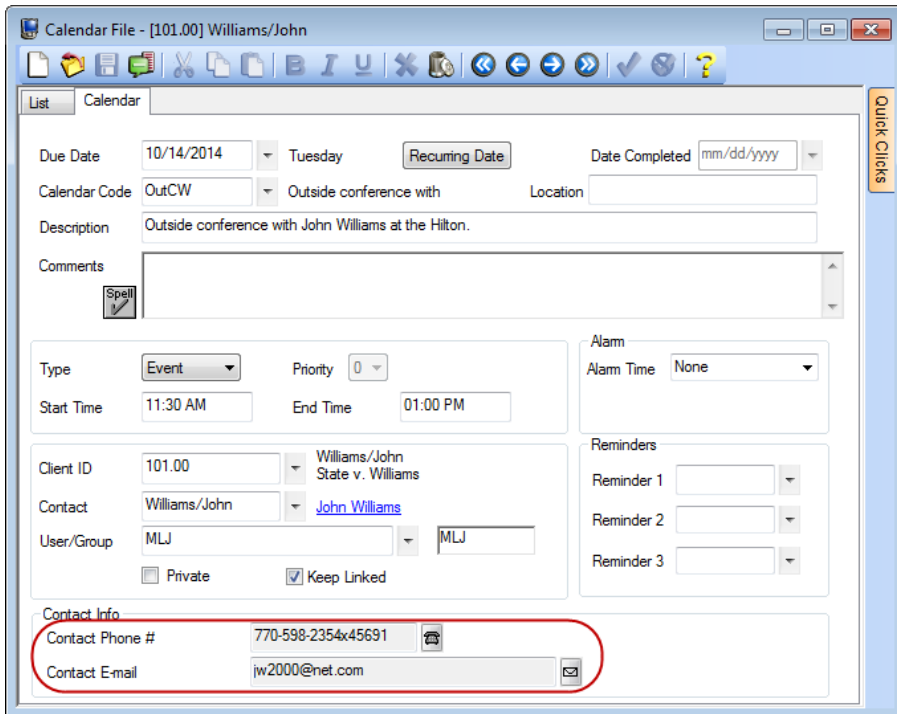 Calendar File - [101.00] Williams/John
List Calendar
Quick Clicks
Due Date 10/14/2014 Tuesday Recurring Date Date Completed mm/dd/yyyy
Calendar Code OutCW Outside conference with Location
Description Outside conference with John Williams at the Hilton.
Comments
Spell
Alarm
Type Event Priority 0 Alarm Time None
Start Time 11:30 AM End Time 01:00 PM
Reminders
Client ID 101.00 Williams/John
State v. Williams
Reminder 1
Contact Williams/John John Williams
Reminder 2
User/Group MLJ MLJ
Reminder 3
Private Keep Linked
Contact Info
Contact Phone # 770-598-2354x45691
Contact E-mail jw2000@net.com